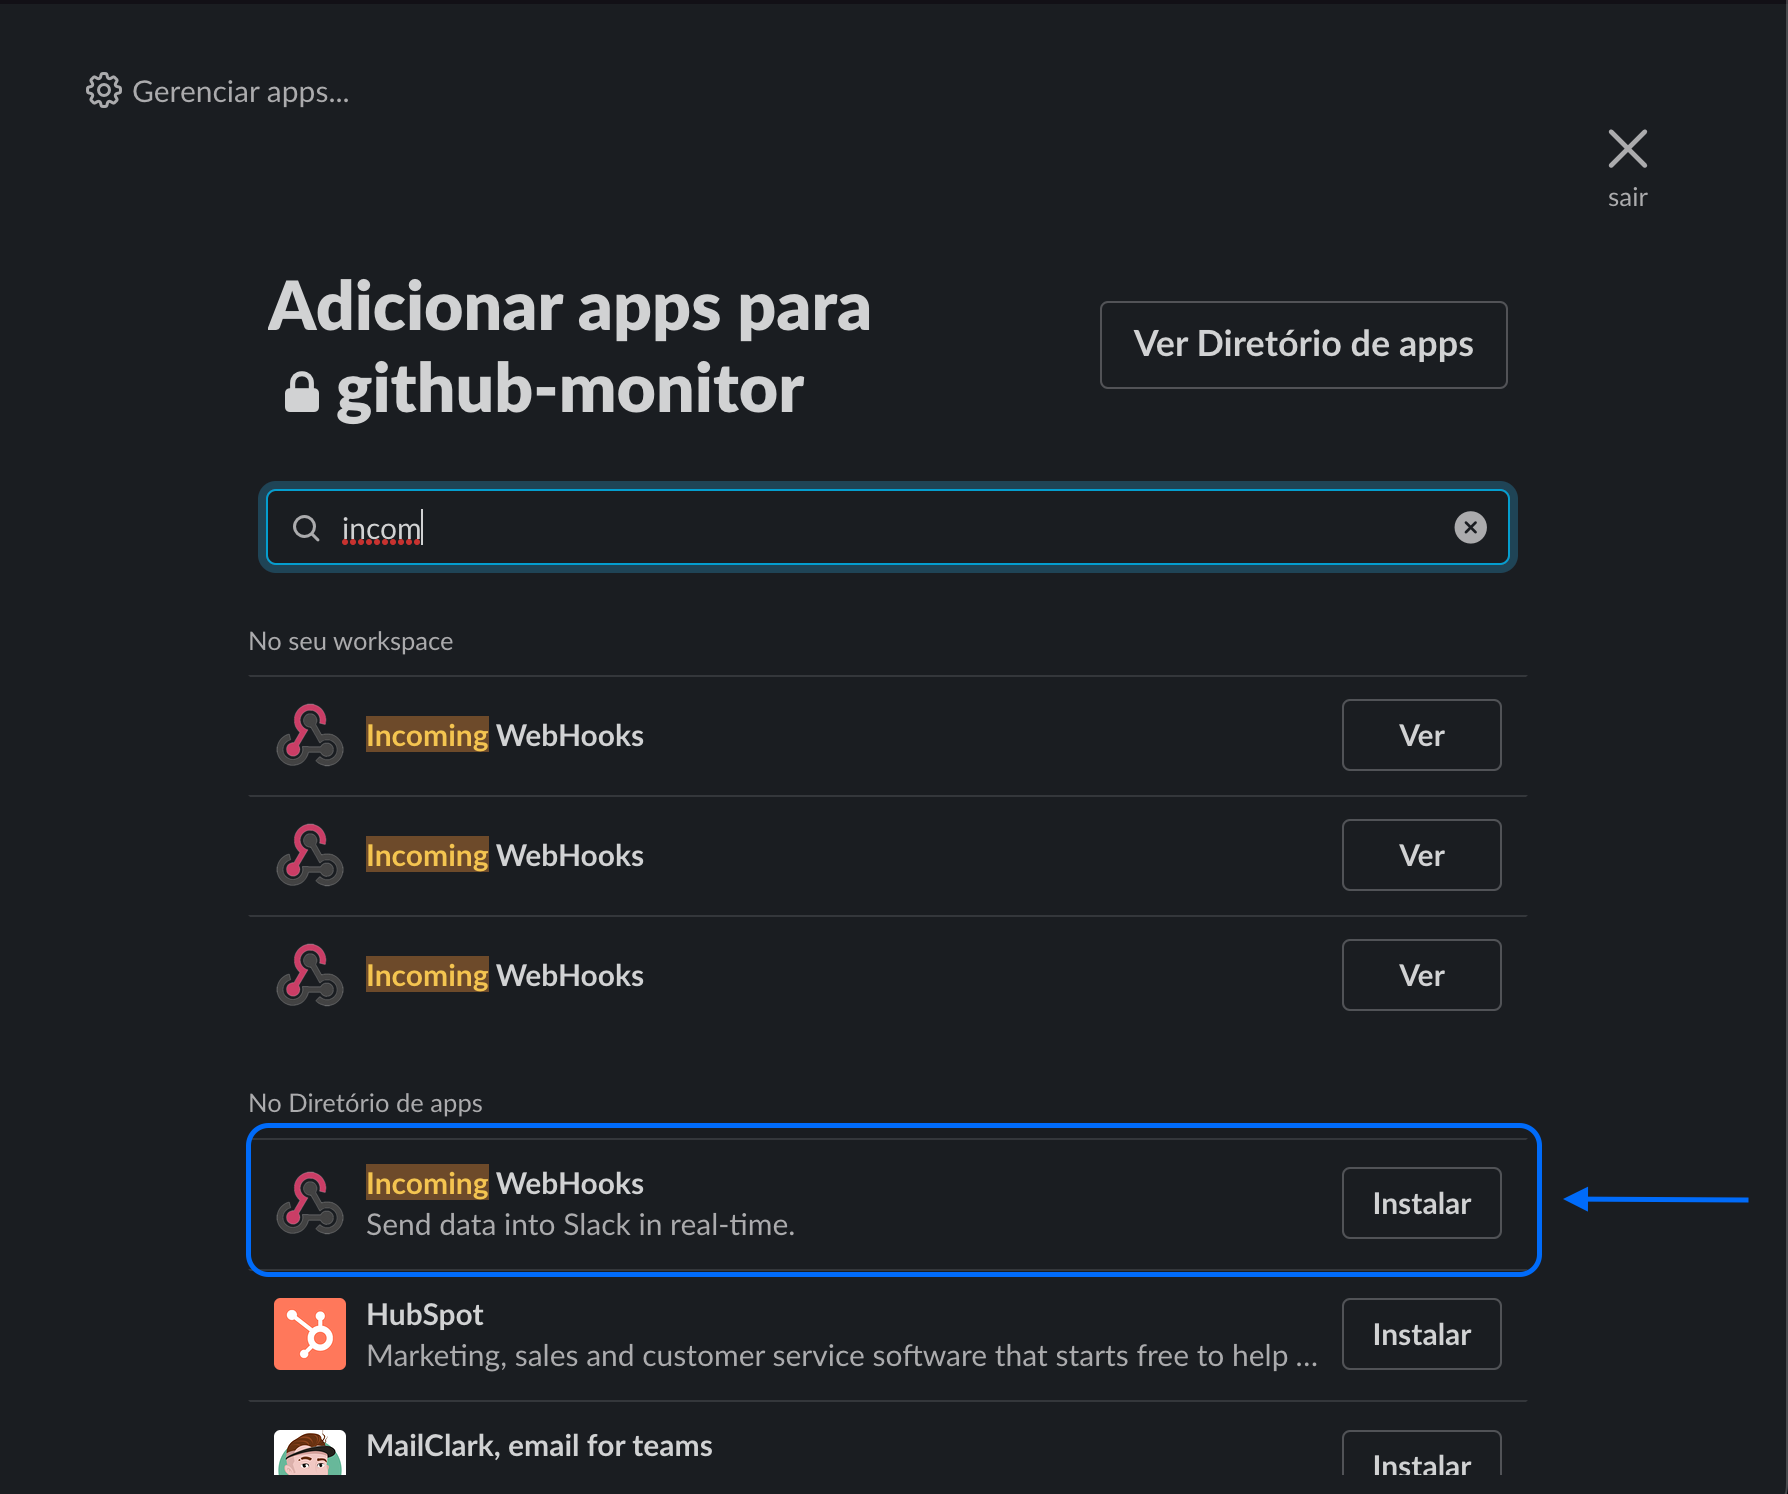 Gerenciar apps...
sair
Adicionar apps para
github-monitor
Ver Diretório de apps
incom
No seu workspace
Incoming WebHooks
Ver
Incoming WebHooks
Ver
Incoming WebHooks
Ver
No Diretório de apps
Incoming WebHooks
Send data into Slack in real-time.
Instalar
HubSpot
Marketing, sales and customer service software that starts free to help ...
Instalar
MailClark, email for teams
Instalar